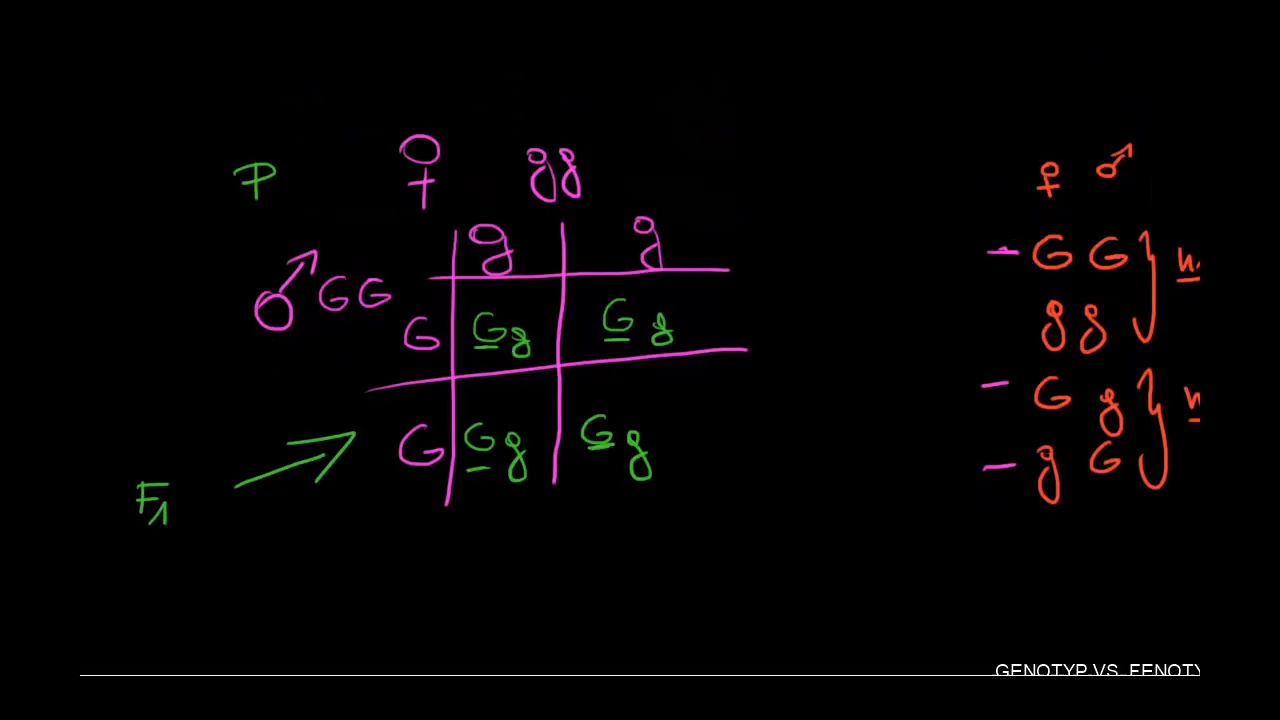 P ♀ gg
g g
♂ GG
G Gg Gg
G Gg Gg
F1
♀ ♂
- GG }
gg
- Gg }
- gG
GENOTYP VS. FENOTY